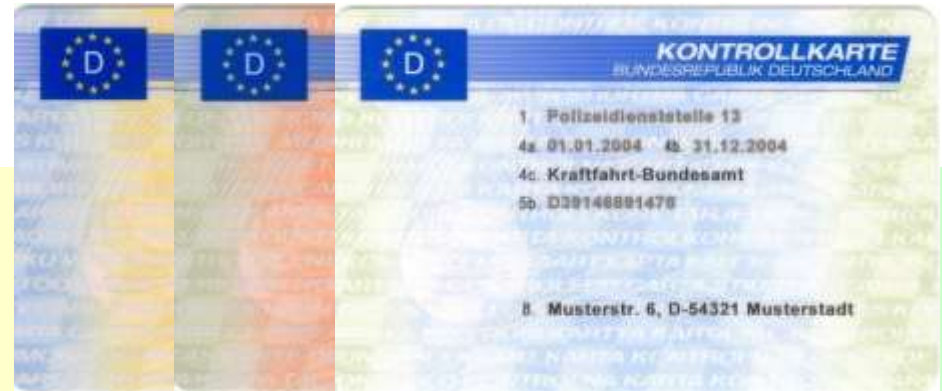 D D D
KONTROLLKARTE
BUNDESREPUBLIK DEUTSCHLAND
1. Polizeidienststelle 13
4a. 01.01.2004 4b. 31.12.2004
4c. Kraftfahrt-Bundesamt
5b.
8. Musterstr. 6, D-54321 Musterstadt